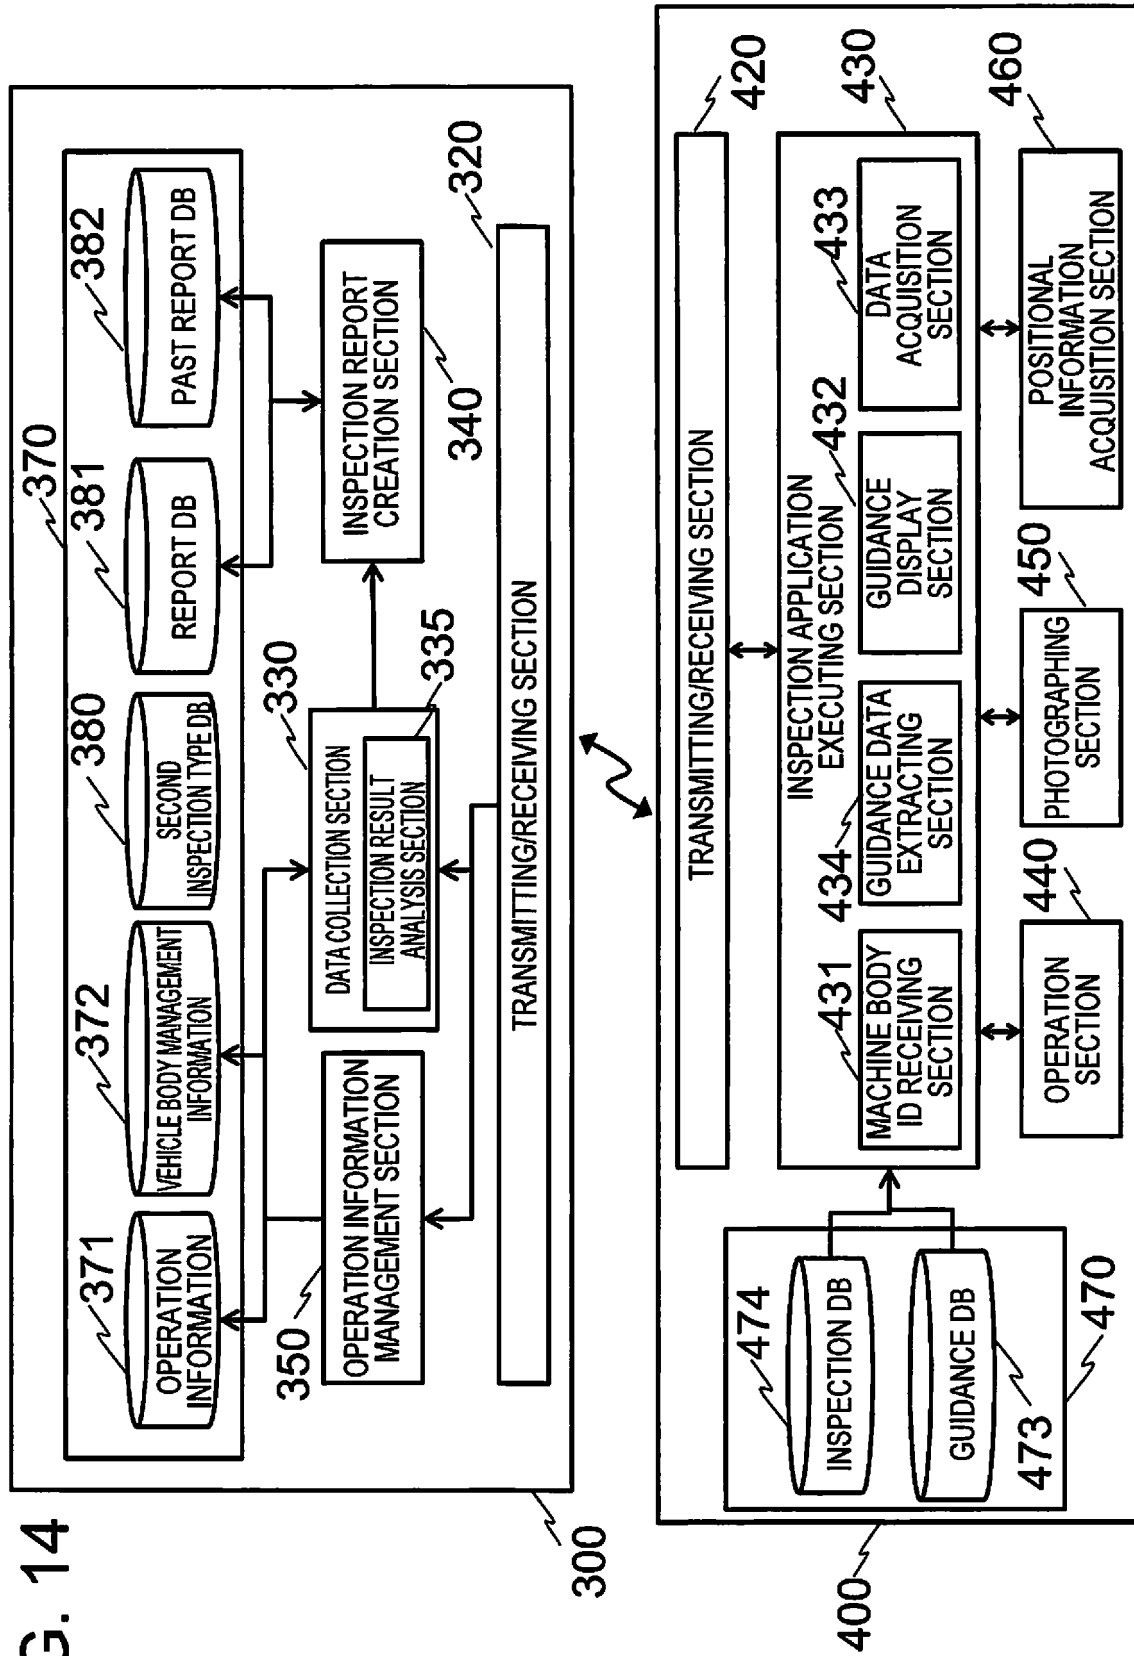 G. 14
370
371
OPERATION
INFORMATION
372
VEHICLE BODY MANAGEMENT
INFORMATION
380
SECOND
INSPECTION TYPE DB
381
REPORT DB
382
PAST REPORT DB
350
OPERATION INFORMATION
MANAGEMENT SECTION
330
DATA COLLECTION SECTION
INSPECTION RESULT
ANALYSIS SECTION
335
INSPECTION REPORT
CREATION SECTION
340
320
TRANSMITTING/RECEIVING SECTION
300
420
TRANSMITTING/RECEIVING SECTION
430
INSPECTION APPLICATION
EXECUTING SECTION
431
MACHINE BODY
ID RECEIVING
SECTION
434
GUIDANCE DATA
EXTRACTING
SECTION
432
GUIDANCE
DISPLAY
SECTION
433
DATA
ACQUISITION
SECTION
474
INSPECTION DB
GUIDANCE DB
473
470
440
OPERATION
SECTION
450
PHOTOGRAPHING
SECTION
460
POSITIONAL
INFORMATION
ACQUISITION SECTION
400